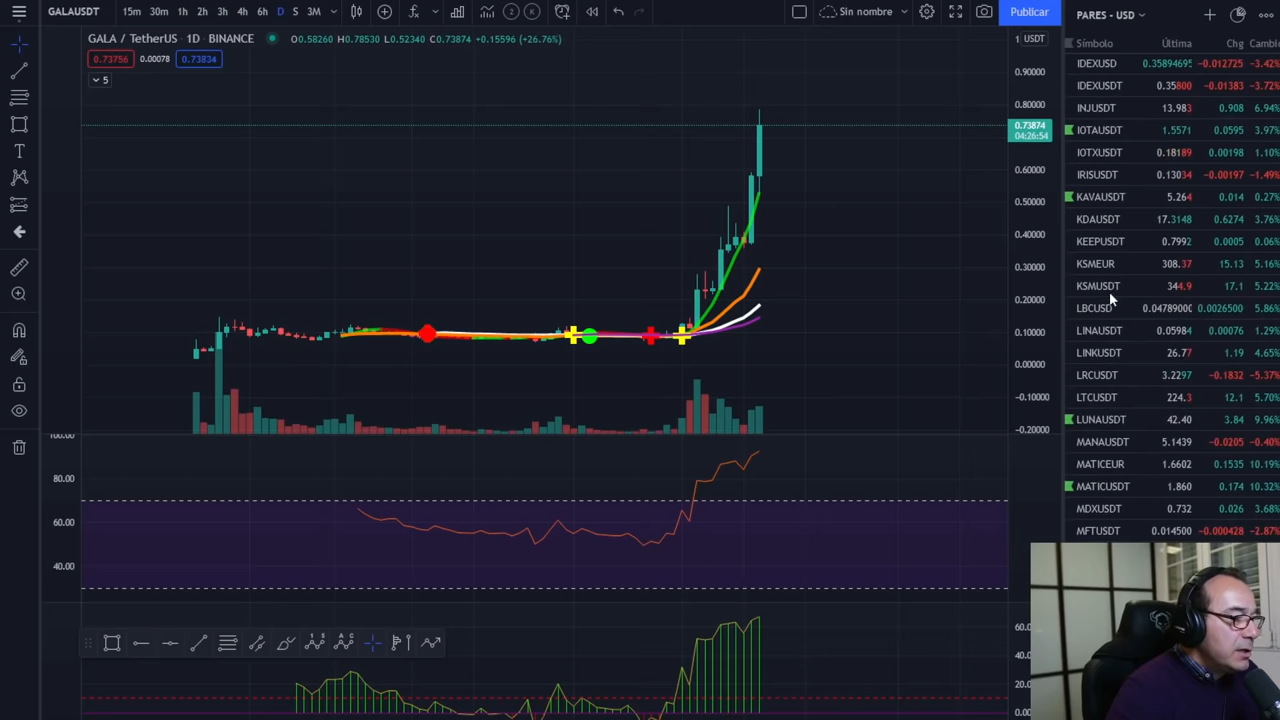 GALAUSDT 15m 30m 1h 2h 3h 4h 6h D S 3M 2 K Sin nombre Publicar
GALA / TetherUS · 1D · BINANCE O0.58260 H0.78530 L0.52340 C0.73874 +0.15596 (+26.76%)
0.73756 0.00078 0.73834
5
USDT
0.90000
0.80000
0.73874
04:26:54
0.60000
0.50000
0.40000
0.30000
0.20000
0.10000
0.00000
−0.10000
−0.20000
100.00
80.00
60.00
40.00
60.0
40.0
20.0
0.00
PARES - USD
Símbolo Última Chg Cambi
IDEXUSD 0.35894695 −0.012725 −3.42%
IDEXUSDT 0.35800 −0.01383 −3.72%
INJUSDT 13.983 0.908 6.94%
IOTAUSDT 1.5571 0.0595 3.97%
IOTXUSDT 0.18189 0.00198 1.10%
IRISUSDT 0.13034 −0.00197 −1.49%
KAVAUSDT 5.264 0.014 0.27%
KDAUSDT 17.3148 0.6274 3.76%
KEEPUSDT 0.7992 0.0005 0.06%
KSMEUR 308.37 15.13 5.16%
KSMUSDT 344.9 17.1 5.22%
LBCUSD 0.04789000 0.0026500 5.86%
LINAUSDT 0.05984 0.00076 1.29%
LINKUSDT 26.77 1.19 4.65%
LRCUSDT 3.2297 −0.1832 −5.37%
LTCUSDT 224.3 12.1 5.70%
LUNAUSDT 42.40 3.84 9.96%
MANAUSDT 5.1439 −0.0205 −0.40%
MATICEUR 1.6602 0.1535 10.19%
MATICUSDT 1.860 0.174 10.32%
MDXUSDT 0.732 0.026 3.68%
MFTUSDT 0.014500 −0.000428 −2.87%